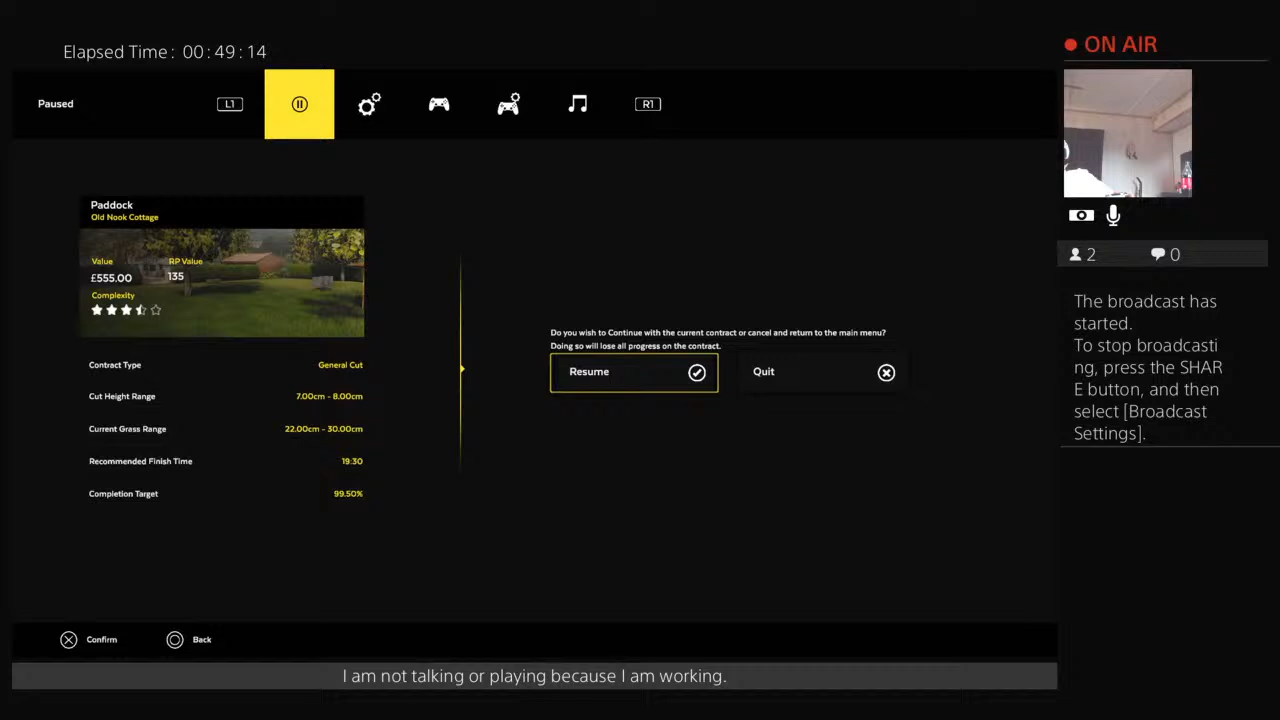 Elapsed Time: 00:49:14
ON AIR
Paused
L1
R1
Paddock
Old Nook Cottage
Value
RP Value
£555.00
135
Complexity
Contract Type
General Cut
Cut Height Range
7.00cm - 8.00cm
Current Grass Range
22.00cm - 30.00cm
Recommended Finish Time
19:30
Completion Target
99.50%
Do you wish to Continue with the current contract or cancel and return to the main menu?
Doing so will lose all progress on the contract.
Resume
Quit
Confirm
Back
I am not talking or playing because I am working.
2
0
The broadcast has
started.
To stop broadcasti
ng, press the SHAR
E button, and then
select [Broadcast
Settings].